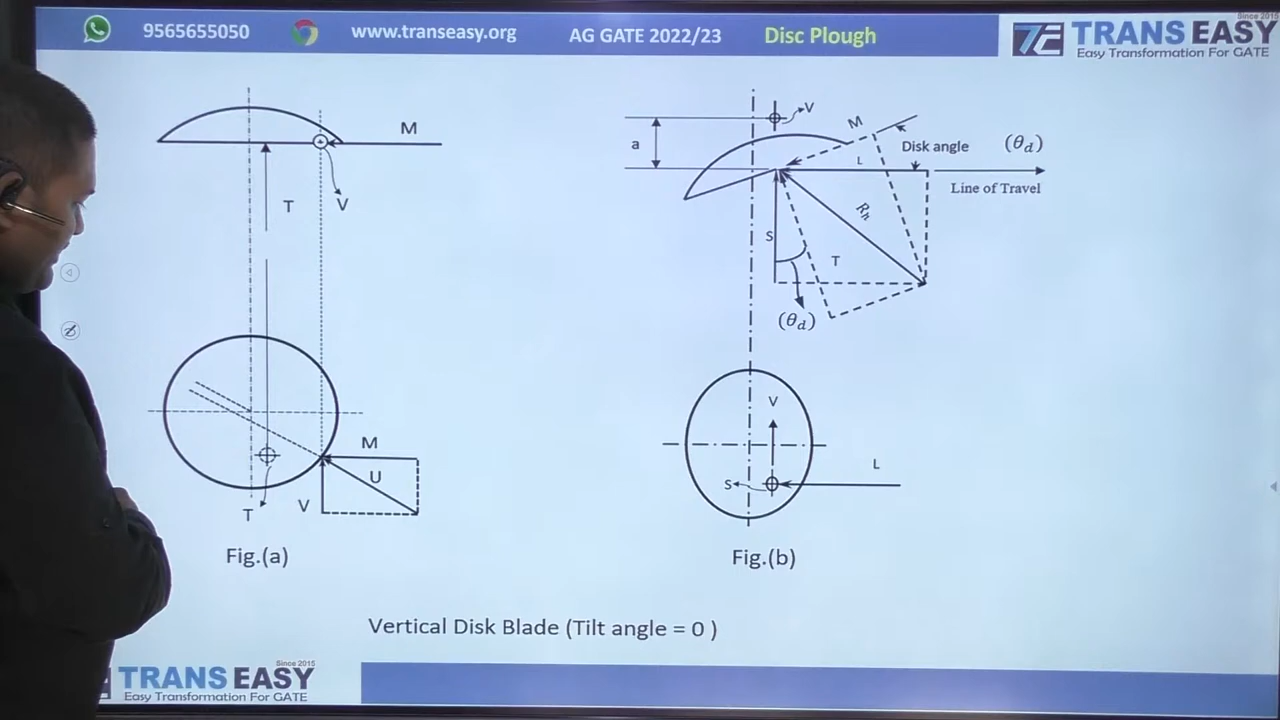 9565655050
www.transeasy.org
AG GATE 2022/23
Disc Plough
Since 2015
TRANS EASY
Easy Transformation For GATE
M
T
V
M
U
V
T
Fig.(a)
V
a
M
Disk angle
(θd)
L
Line of Travel
Rh
S
T
(θd)
V
L
S
Fig.(b)
Vertical Disk Blade (Tilt angle = 0 )
Since 2015
TRANS EASY
Easy Transformation For GATE